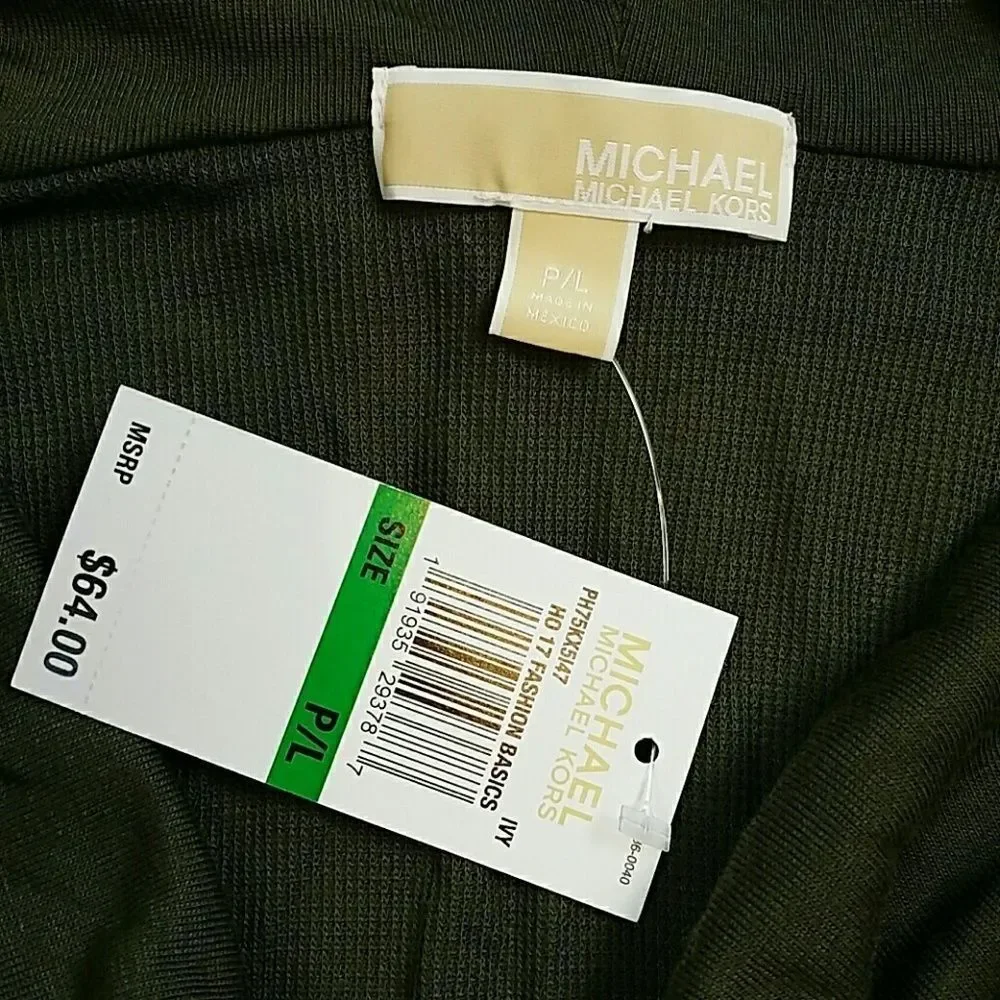 MICHAEL
MICHAEL KORS
P/L
MADE IN
MEXICO
MICHAEL
MICHAEL KORS
PH75KX5147
HO 17 FASHION BASICS IVY
1 91935 29378 7
SIZE P/L
MSRP $64.00